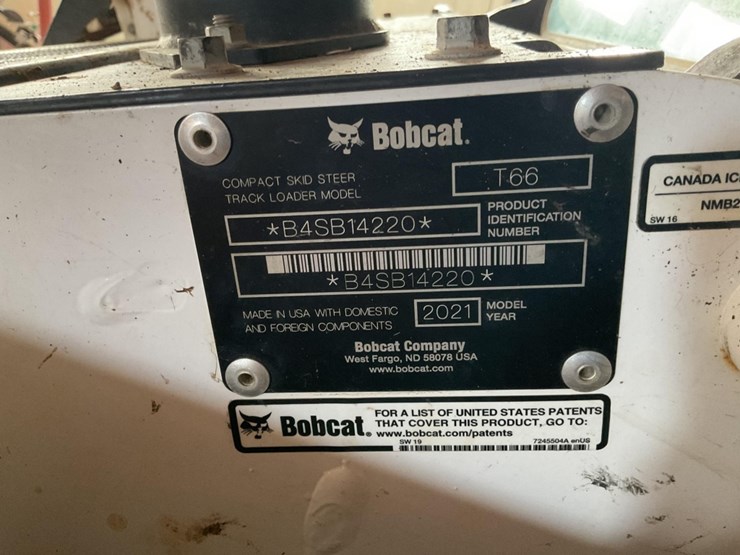 Bobcat.
COMPACT SKID STEER
TRACK LOADER MODEL
T66
*B4SB14220*
PRODUCT
IDENTIFICATION
NUMBER
*B4SB14220*
MADE IN USA WITH DOMESTIC
AND FOREIGN COMPONENTS
2021
MODEL
YEAR
Bobcat Company
West Fargo, ND 58078 USA
www.bobcat.com
Bobcat.
FOR A LIST OF UNITED STATES PATENTS
THAT COVER THIS PRODUCT, GO TO:
www.bobcat.com/patents
SW 19
7245504A enUS
CANADA IC
NMB2
SW 16